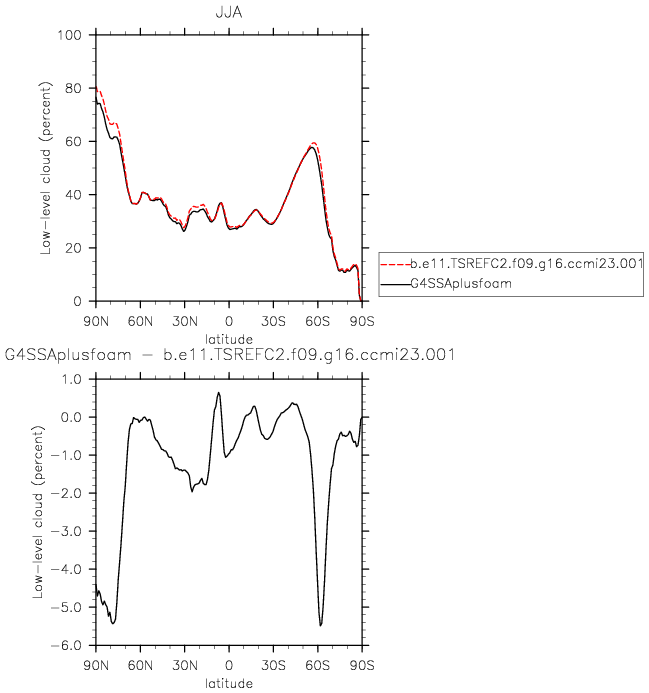 JJA
Low-level cloud (percent)
100
80
60
40
20
0
90N 60N 30N 0 30S 60S 90S
latitude
b.e11.TSREFC2.f09.g16.ccmi23.001
G4SSAplusfoam
G4SSAplusfoam - b.e11.TSREFC2.f09.g16.ccmi23.001
Low-level cloud (percent)
1.0
0.0
-1.0
-2.0
-3.0
-4.0
-5.0
-6.0
90N 60N 30N 0 30S 60S 90S
latitude